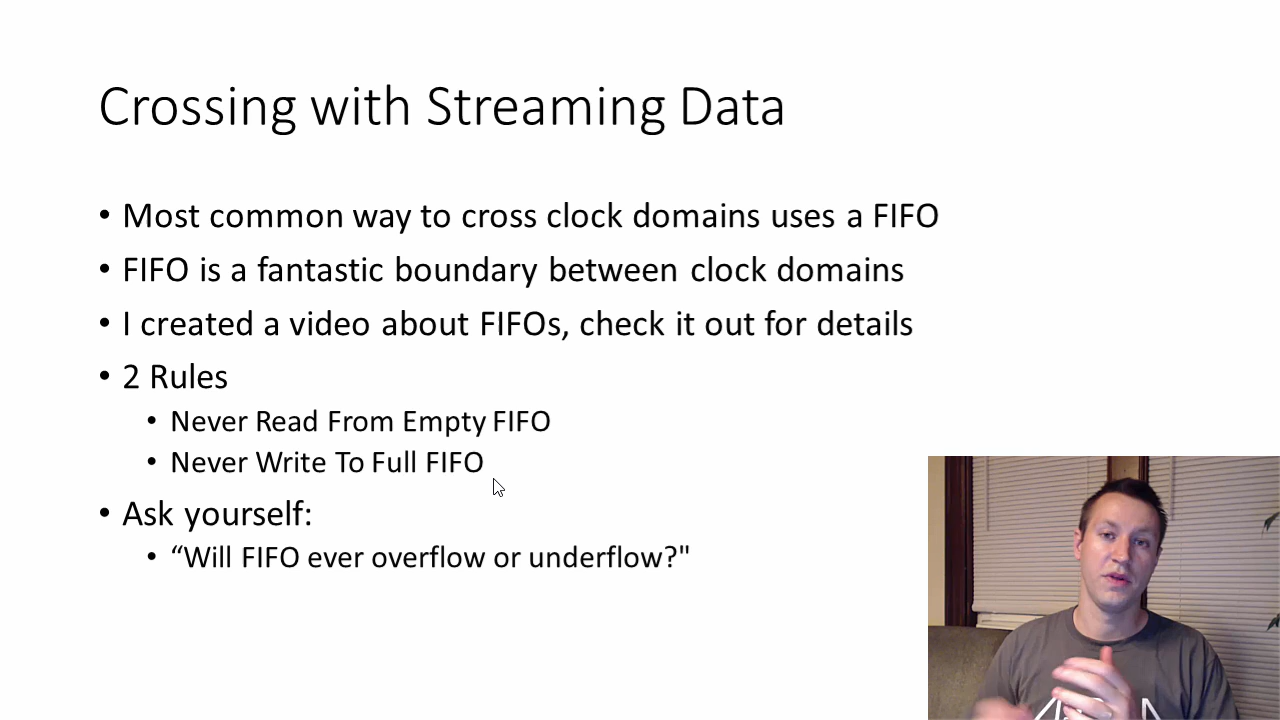 Crossing with Streaming Data
• Most common way to cross clock domains uses a FIFO
• FIFO is a fantastic boundary between clock domains
• I created a video about FIFOs, check it out for details
• 2 Rules
• Never Read From Empty FIFO
• Never Write To Full FIFO
• Ask yourself:
• “Will FIFO ever overflow or underflow?"